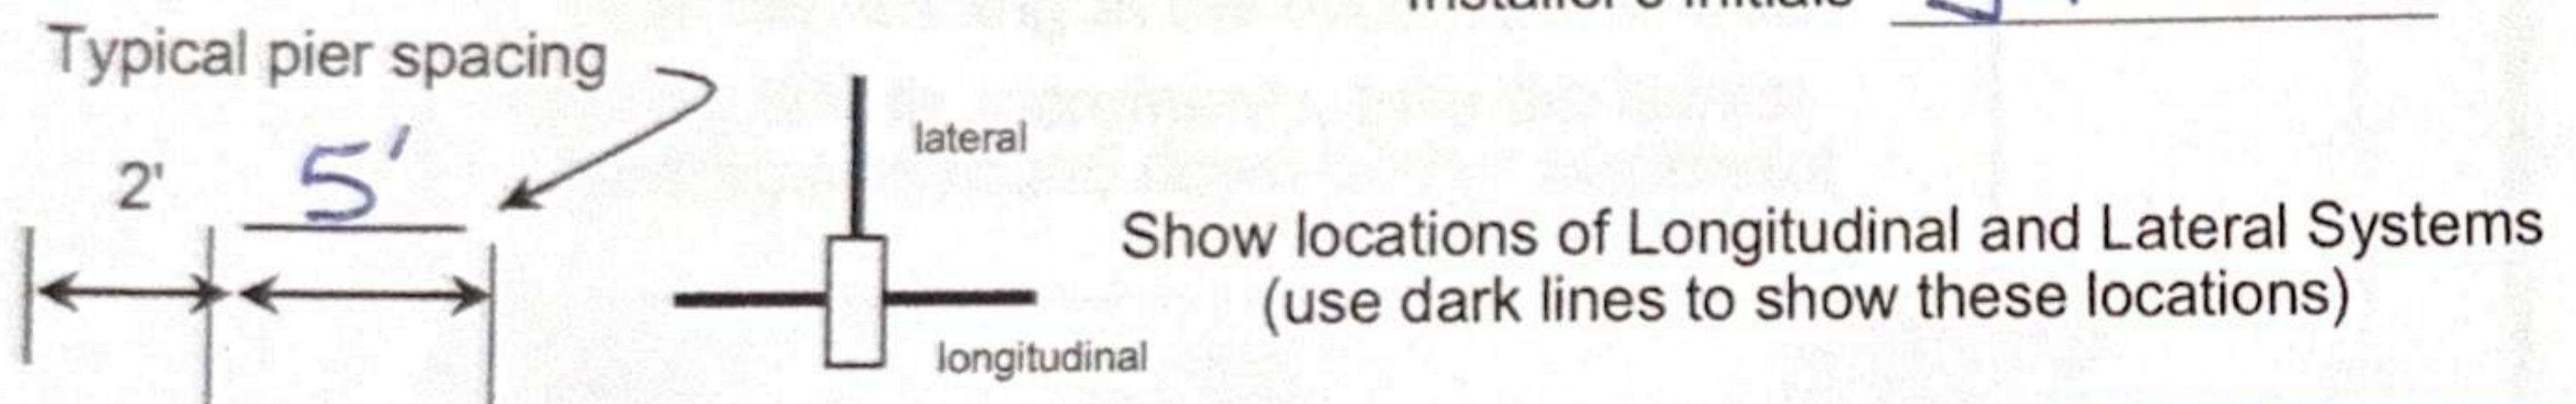 Installer's initials
Typical pier spacing
lateral
2' 5'
Show locations of Longitudinal and Lateral Systems
(use dark lines to show these locations)
longitudinal